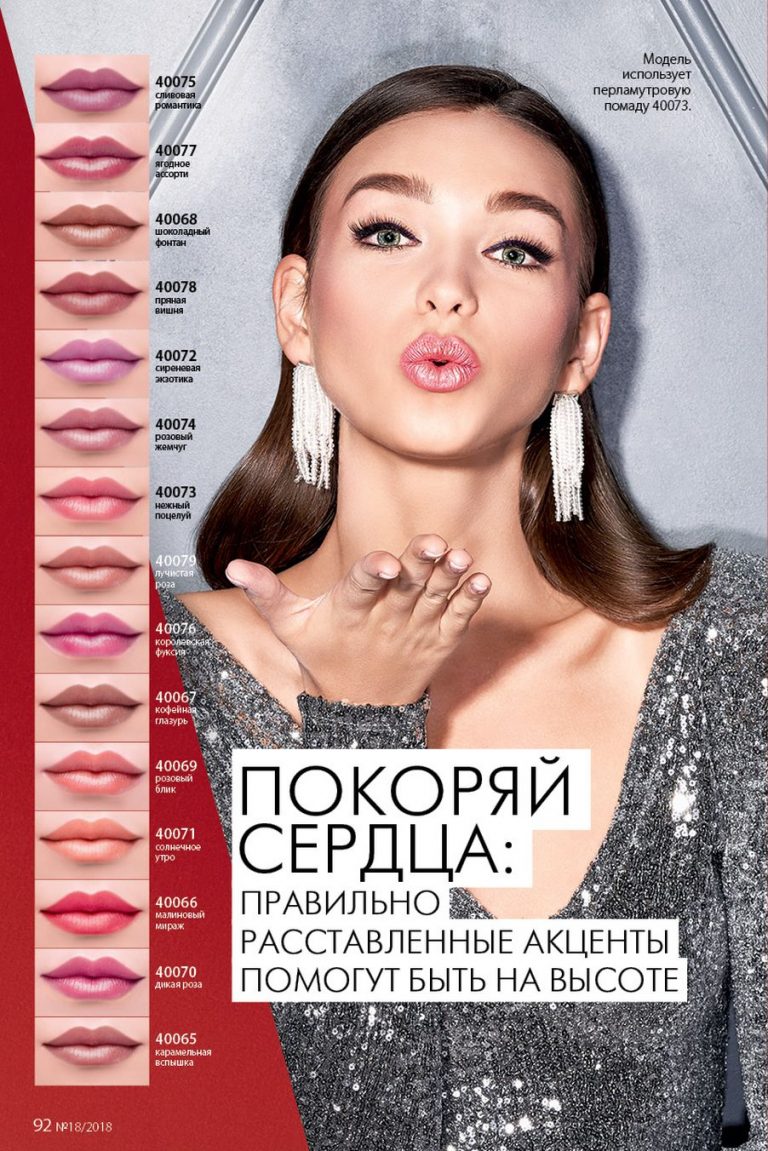 Модель
использует
перламутровую
помаду 40073.
40075
сливовая
романтика
40077
ягодное
ассорти
40068
шоколадный
фонтан
40078
пряная
вишня
40072
сиреневая
экзотика
40074
розовый
жемчуг
40073
нежный
поцелуй
40079
лучистая
роза
40076
королевская
фуксия
40067
кофейная
глазурь
40069
розовый
блик
40071
солнечное
утро
40066
малиновый
мираж
40070
дикая роза
40065
карамельная
вспышка
ПОКОРЯЙ
СЕРДЦА:
ПРАВИЛЬНО
РАССТАВЛЕННЫЕ АКЦЕНТЫ
ПОМОГУТ БЫТЬ НА ВЫСОТЕ
92 №18/2018